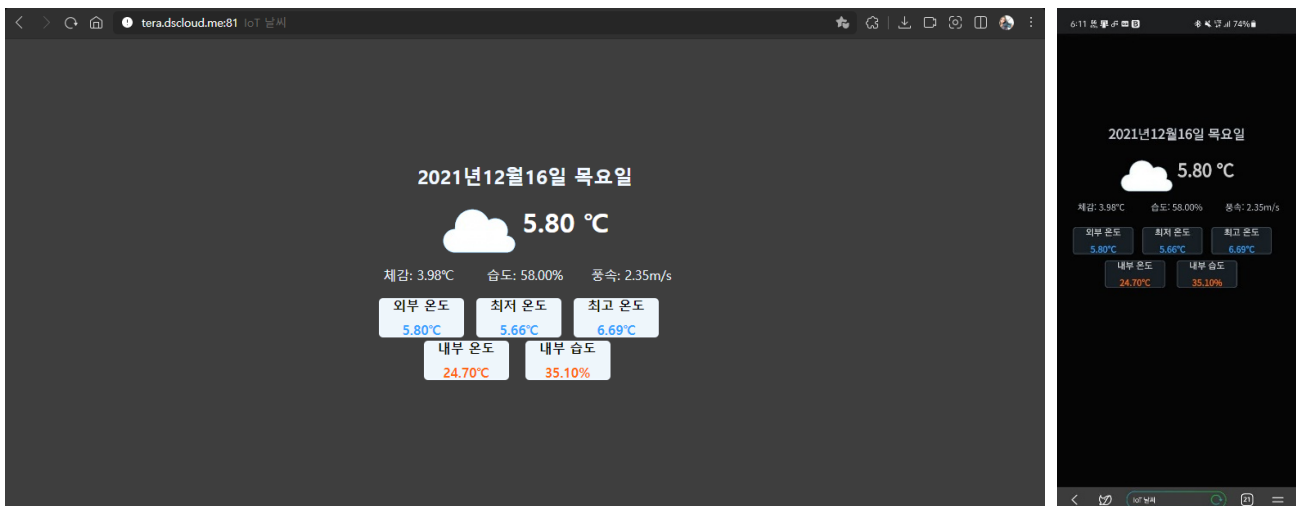 tera.dscloud.me:81 IoT 날씨
2021년12월16일 목요일
5.80 ℃
체감: 3.98℃ 습도: 58.00% 풍속: 2.35m/s
외부 온도 최저 온도 최고 온도
5.80℃ 5.66℃ 6.69℃
내부 온도 내부 습도
24.70℃ 35.10%
6:11 74%
2021년12월16일 목요일
5.80 ℃
체감: 3.98℃ 습도: 58.00% 풍속: 2.35m/s
외부 온도 최저 온도 최고 온도
5.80℃ 5.66℃ 6.69℃
내부 온도 내부 습도
24.70℃ 35.10%
IoT 날씨 21